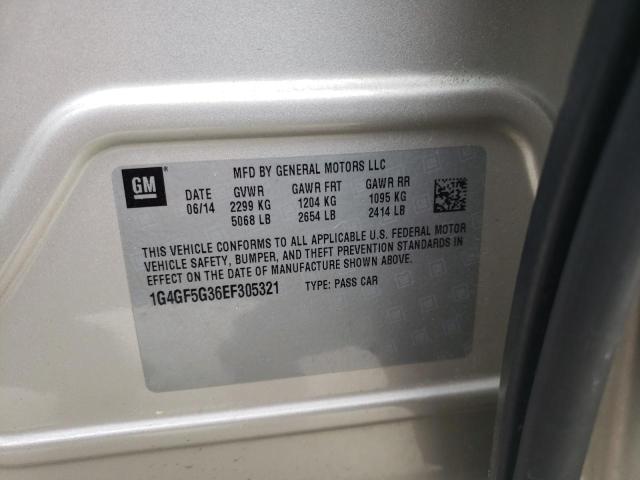 GM
MFD BY GENERAL MOTORS LLC
DATE GVWR GAWR FRT GAWR RR
06/14 2299 KG 1204 KG 1095 KG
5068 LB 2654 LB 2414 LB
THIS VEHICLE CONFORMS TO ALL APPLICABLE U.S. FEDERAL MOTOR
VEHICLE SAFETY, BUMPER, AND THEFT PREVENTION STANDARDS IN
EFFECT ON THE DATE OF MANUFACTURE SHOWN ABOVE.
1G4GF5G36EF305321 TYPE: PASS CAR